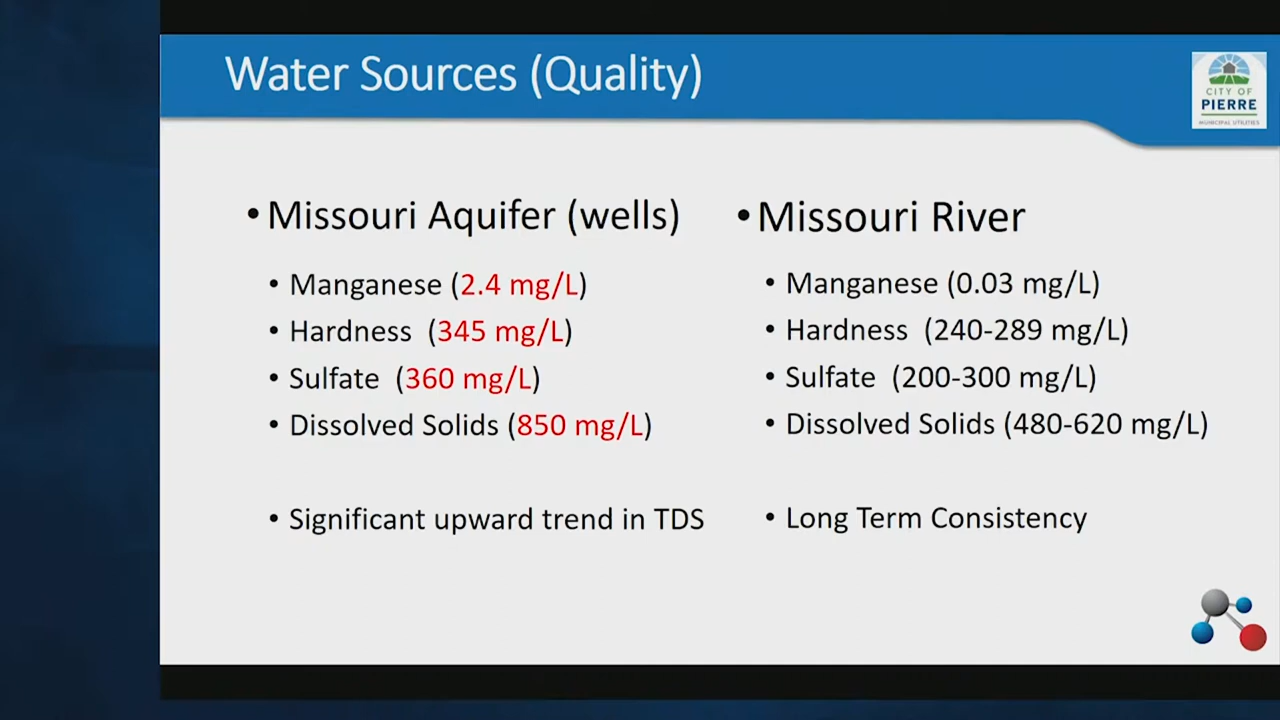 Water Sources (Quality)
CITY OF
PIERRE
MUNICIPAL UTILITIES
• Missouri Aquifer (wells)
• Manganese (2.4 mg/L)
• Hardness (345 mg/L)
• Sulfate (360 mg/L)
• Dissolved Solids (850 mg/L)
• Significant upward trend in TDS
• Missouri River
• Manganese (0.03 mg/L)
• Hardness (240-289 mg/L)
• Sulfate (200-300 mg/L)
• Dissolved Solids (480-620 mg/L)
• Long Term Consistency